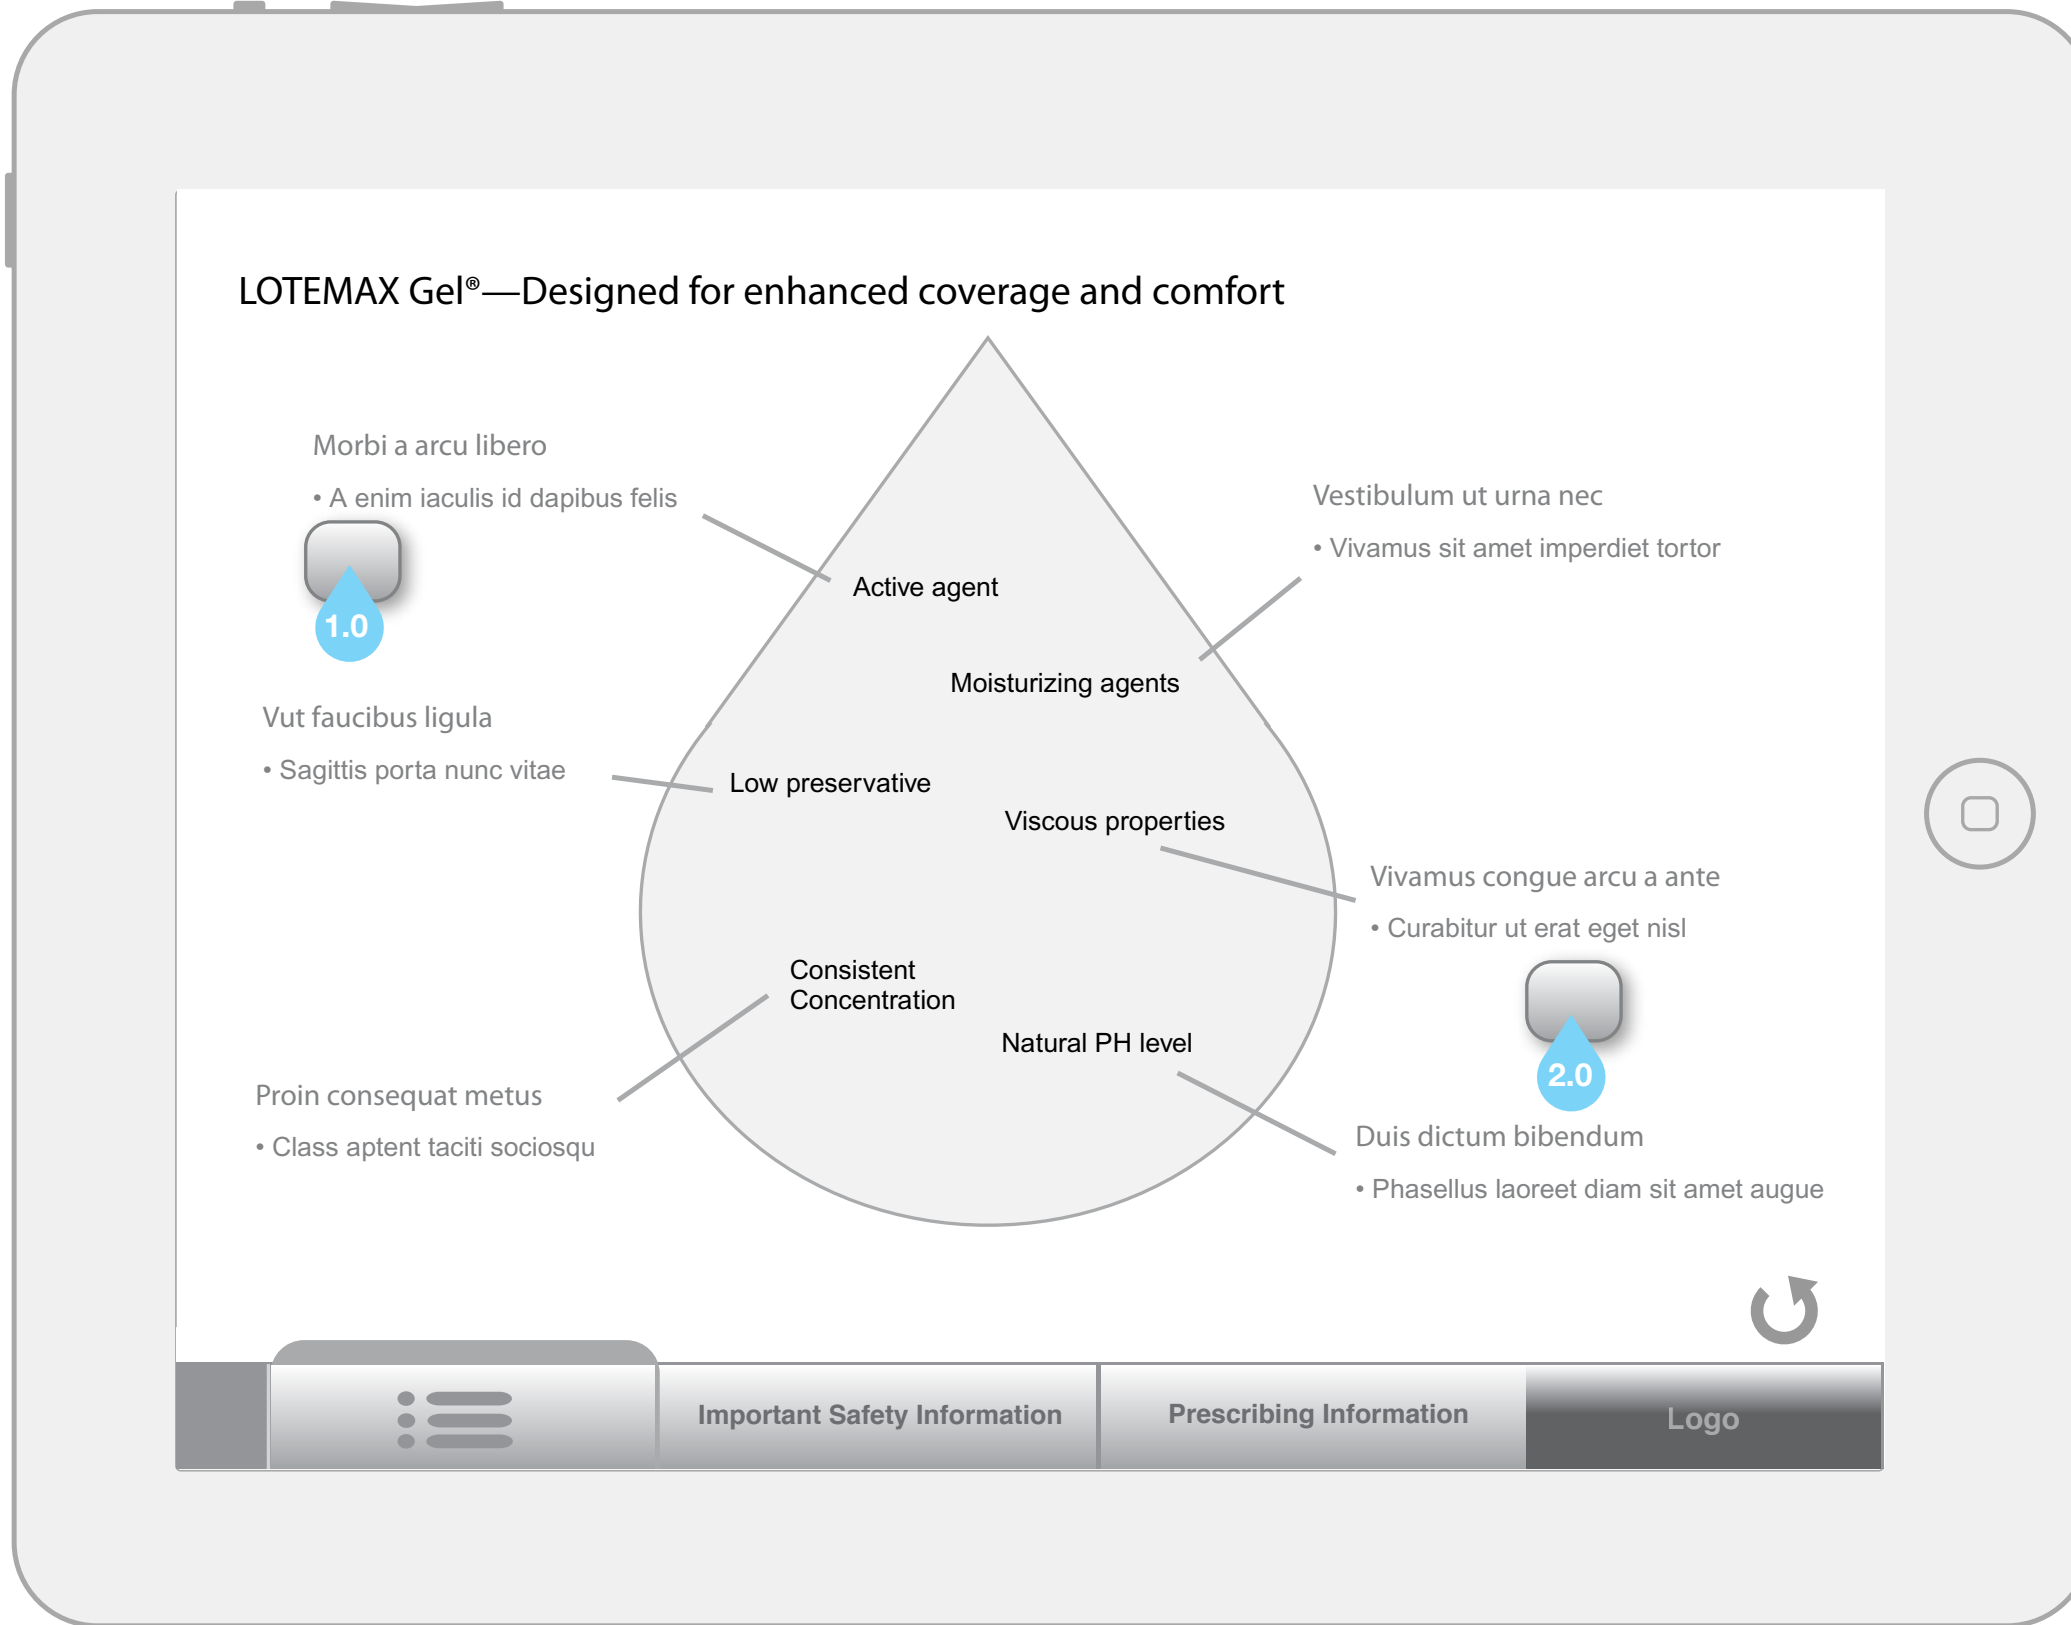 LOTEMAX Gel®—Designed for enhanced coverage and comfort
Morbi a arcu libero
• A enim iaculis id dapibus felis
1.0
Vestibulum ut urna nec
• Vivamus sit amet imperdiet tortor
Active agent
Moisturizing agents
Vut faucibus ligula
• Sagittis porta nunc vitae
Low preservative
Viscous properties
Vivamus congue arcu a ante
• Curabitur ut erat eget nisl
2.0
Consistent
Concentration
Natural PH level
Proin consequat metus
• Class aptent taciti sociosqu
Duis dictum bibendum
• Phasellus laoreet diam sit amet augue
Important Safety Information
Prescribing Information
Logo